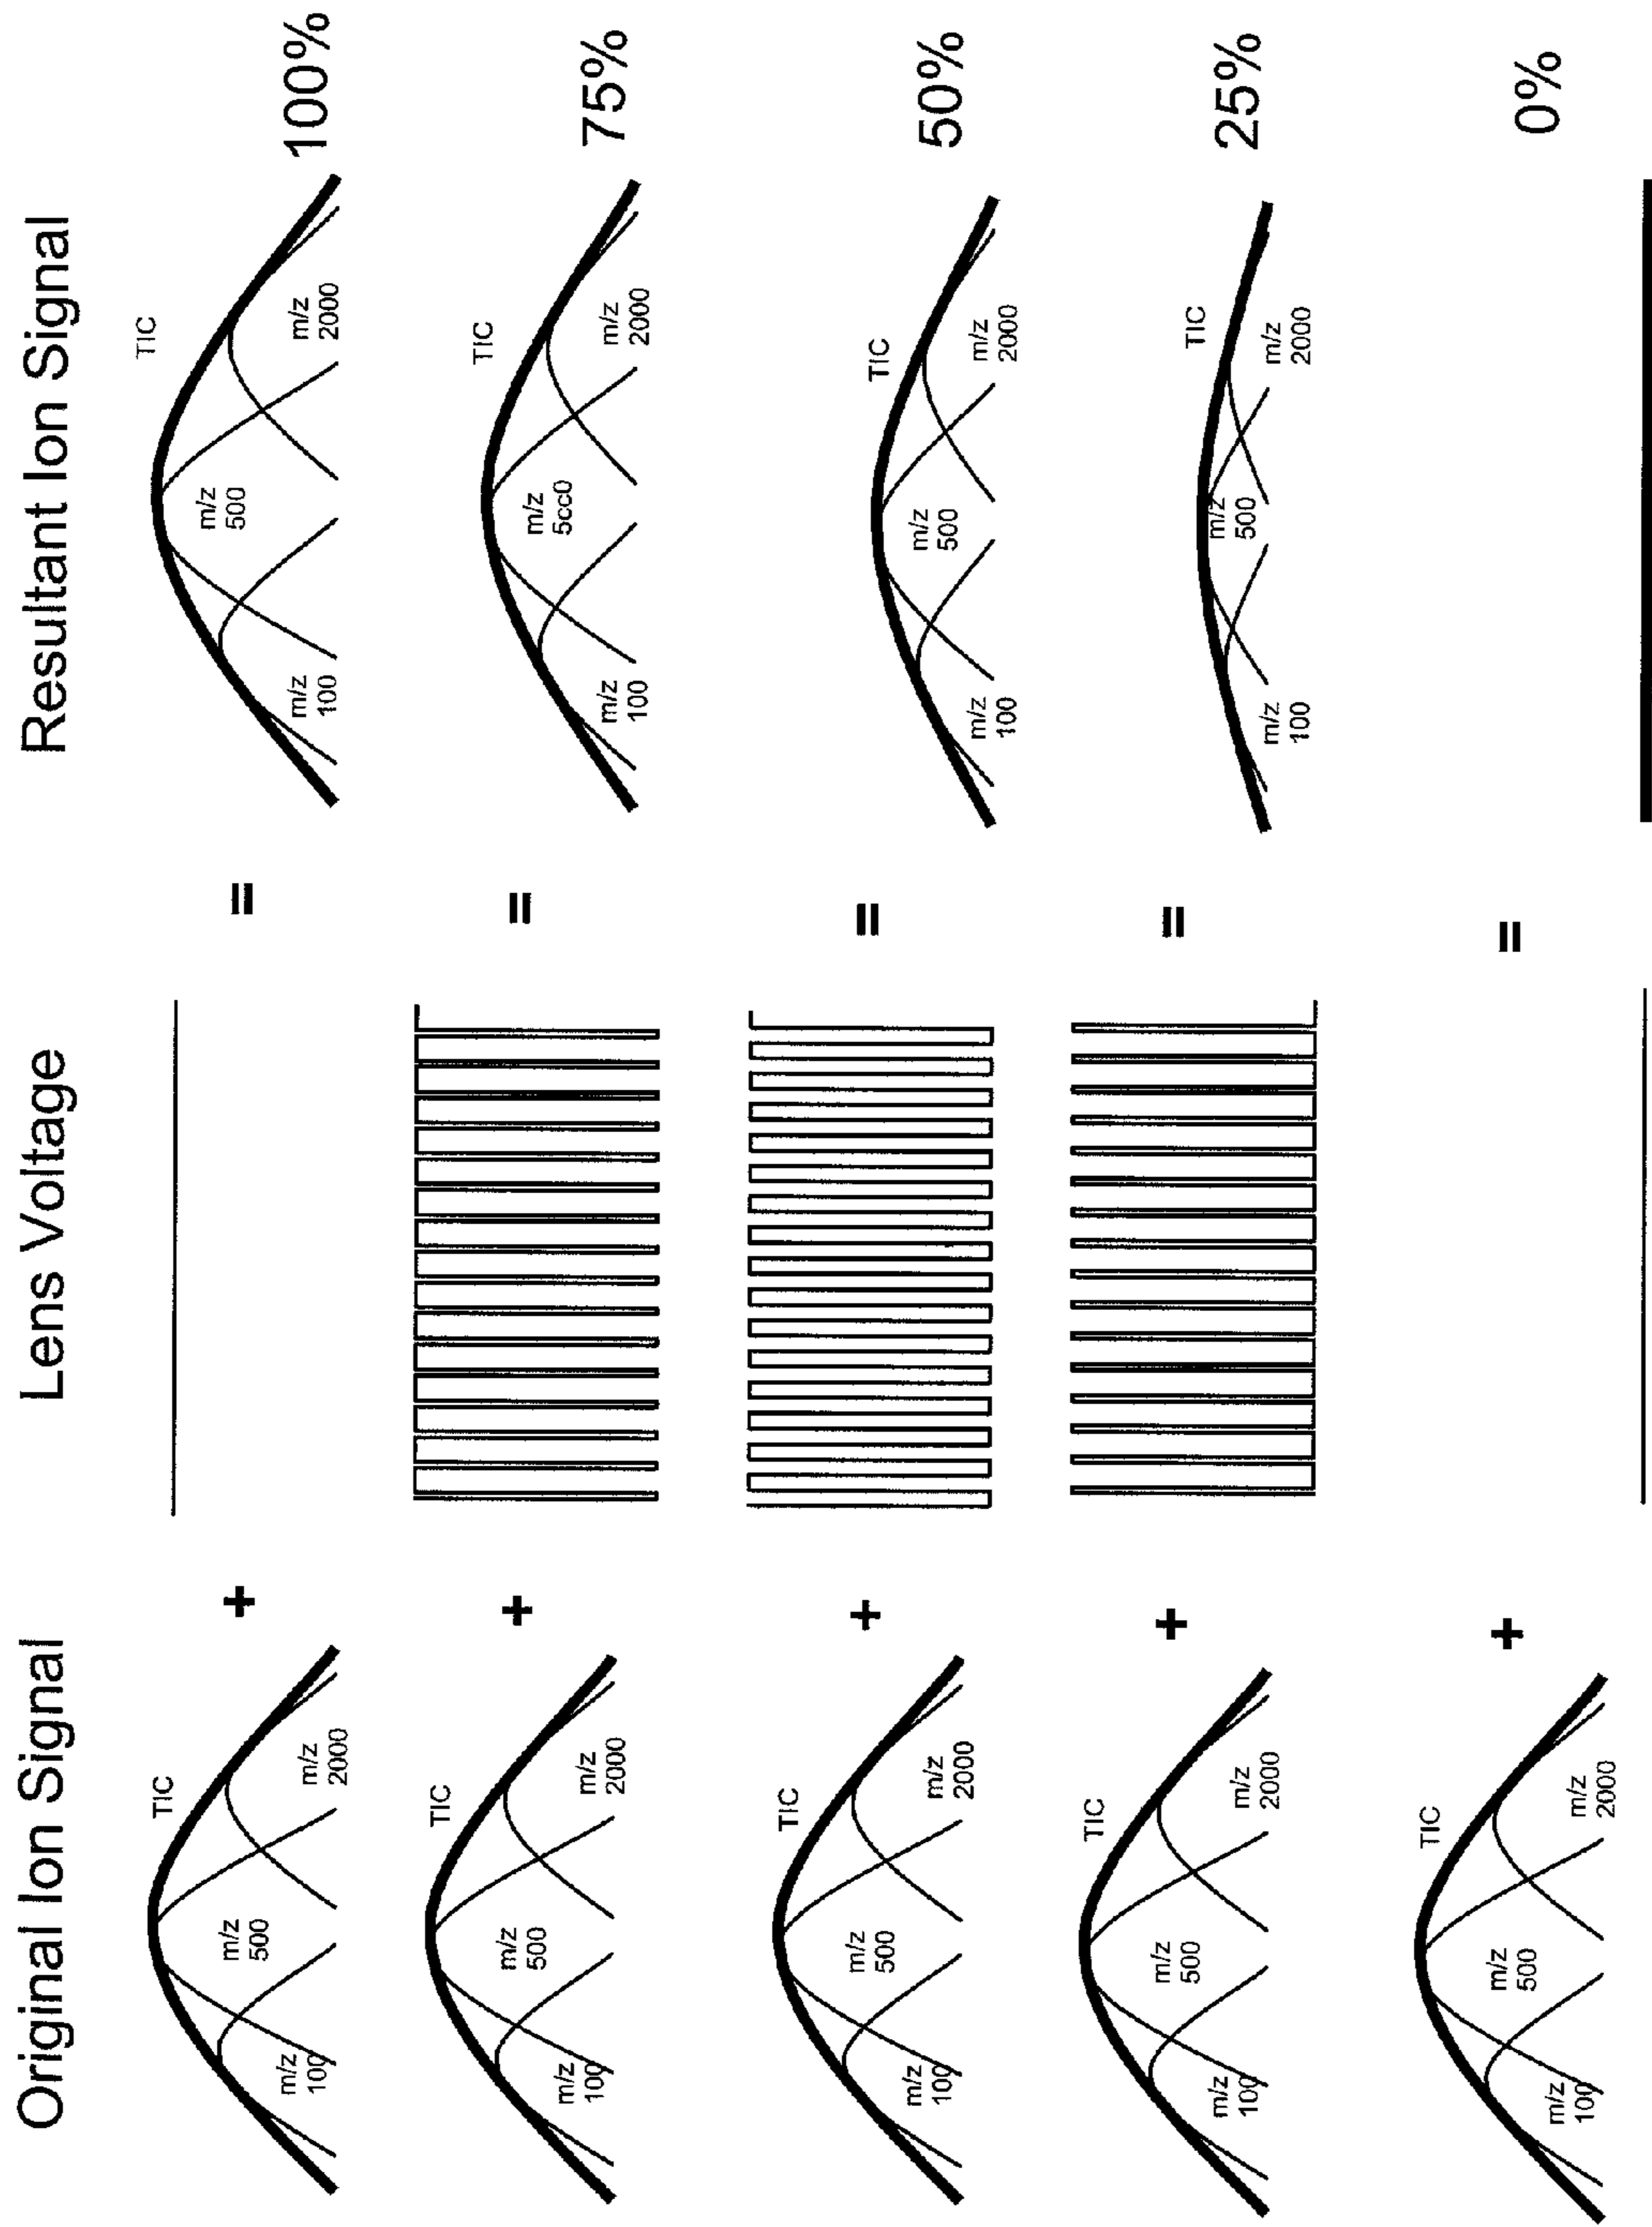 Original Ion Signal
Lens Voltage
Resultant Ion Signal
TIC
m/z
100
m/z
500
m/z
2000
+
=
TIC
m/z
100
m/z
500
m/z
2000
100%
TIC
m/z
100
m/z
500
m/z
2000
+
=
TIC
m/z
100
m/z
5cc0
m/z
2000
75%
TIC
m/z
100
m/z
500
m/z
2000
+
=
TIC
m/z
100
m/z
500
m/z
2000
50%
TIC
m/z
100
m/z
500
m/z
2000
+
=
TIC
m/z
100
m/z
500
m/z
2000
25%
TIC
m/z
100
m/z
500
m/z
2000
+
=
0%